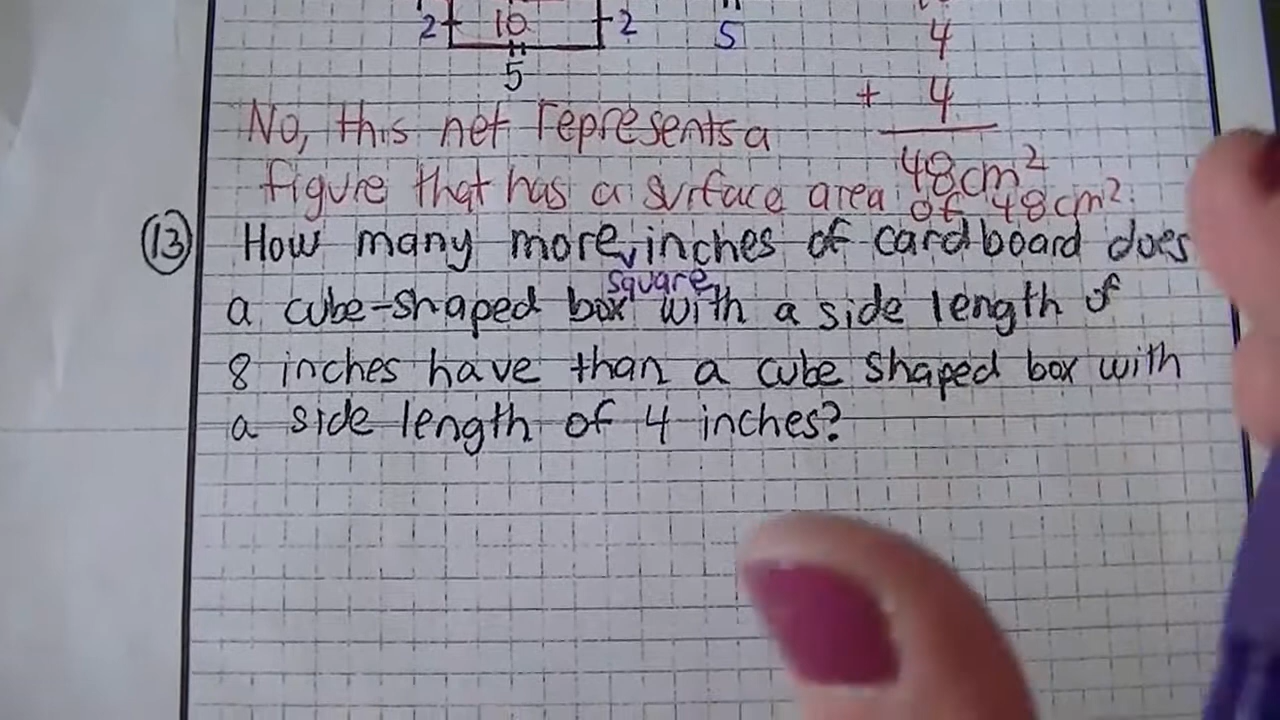 2 10 2
5
5
4
+ 4
48cm²
No, this net represents a
figure that has a surface area of 48cm².
13 How many more square inches of cardboard does
a cube-shaped box with a side length of
8 inches have than a cube shaped box with
a side length of 4 inches?